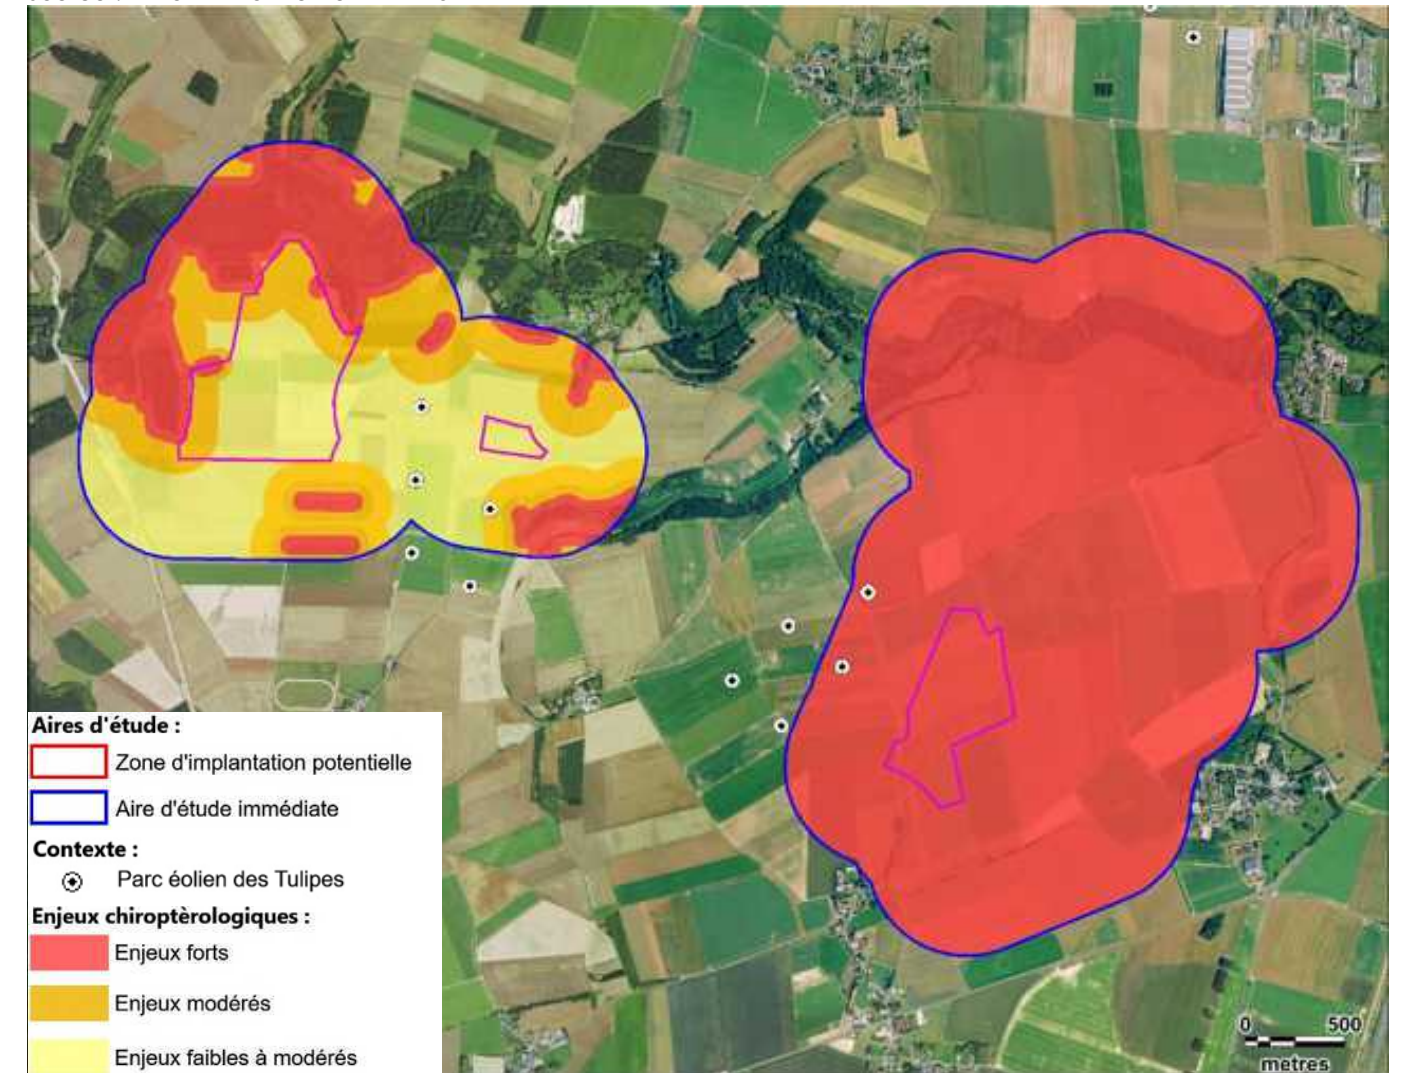 Aires d'étude :
Zone d'implantation potentielle
Aire d'étude immédiate
Contexte :
Parc éolien des Tulipes
Enjeux chiroptèrologiques :
Enjeux forts
Enjeux modérés
Enjeux faibles à modérés
0 500
metres